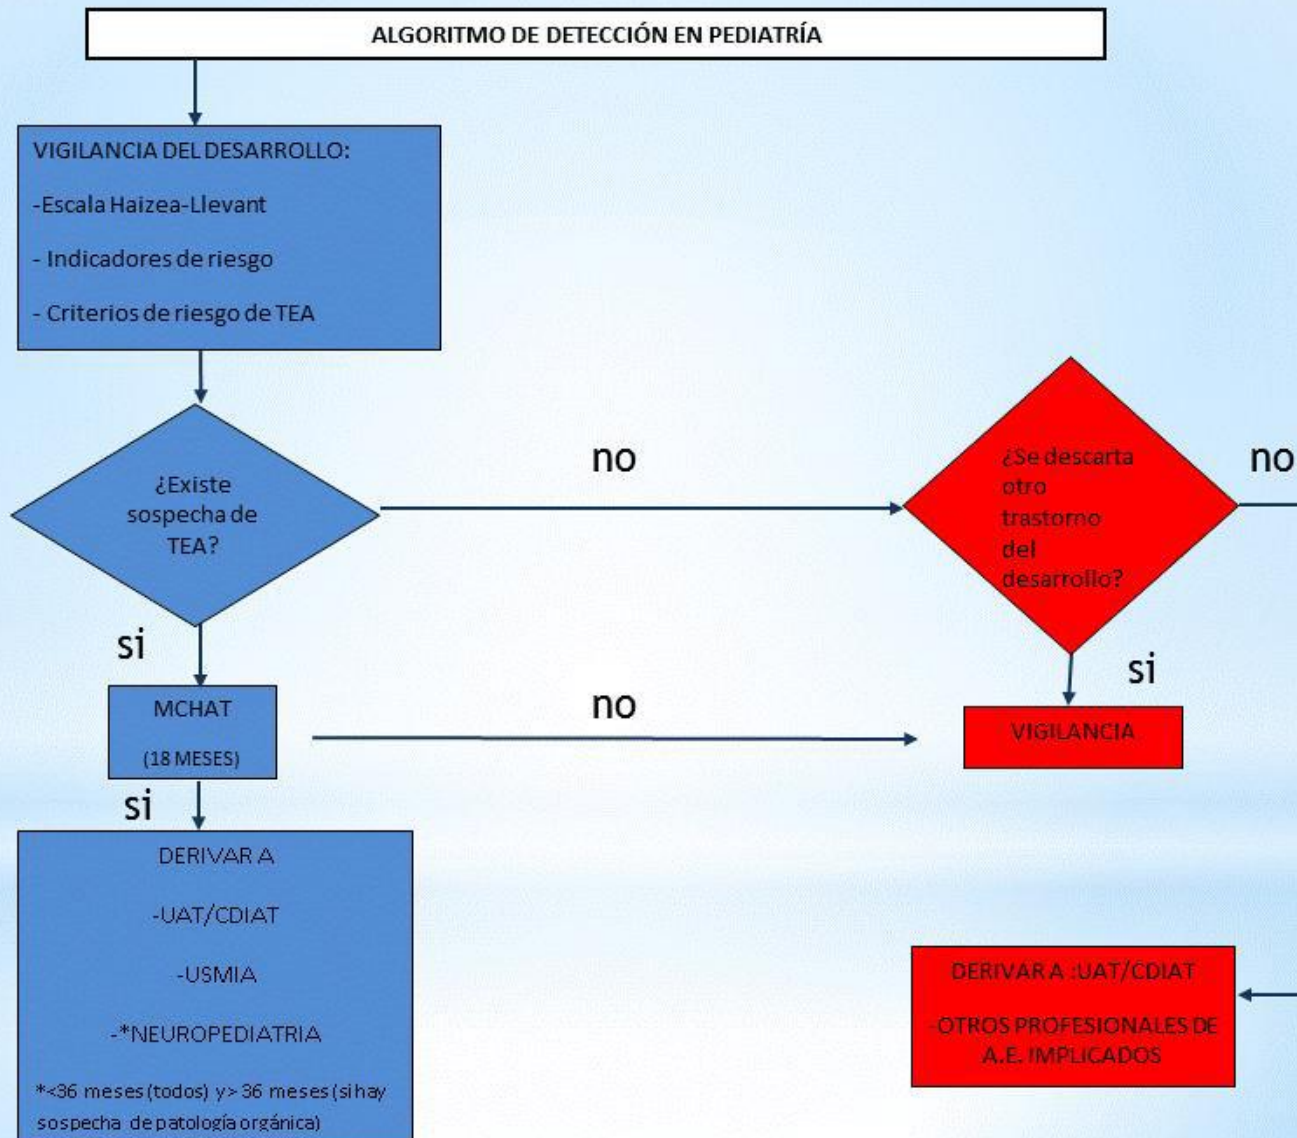 ALGORITMO DE DETECCIÓN EN PEDIATRÍA
VIGILANCIA DEL DESARROLLO:
-Escala Haizea-Llevant
- Indicadores de riesgo
- Criterios de riesgo de TEA
¿Existe
sospecha de
TEA?
no
¿Se descarta
otro
trastorno
del
desarrollo?
no
si
MCHAT
(18 MESES)
no
si
VIGILANCIA
si
DERIVAR A
-UAT/CDIAT
-USMIA
-*NEUROPEDIATRIA
*<36 meses (todos) y > 36 meses (si hay
sospecha de patología orgánica)
DERIVAR A :UAT/CDIAT
-OTROS PROFESIONALES DE
A.E. IMPLICADOS